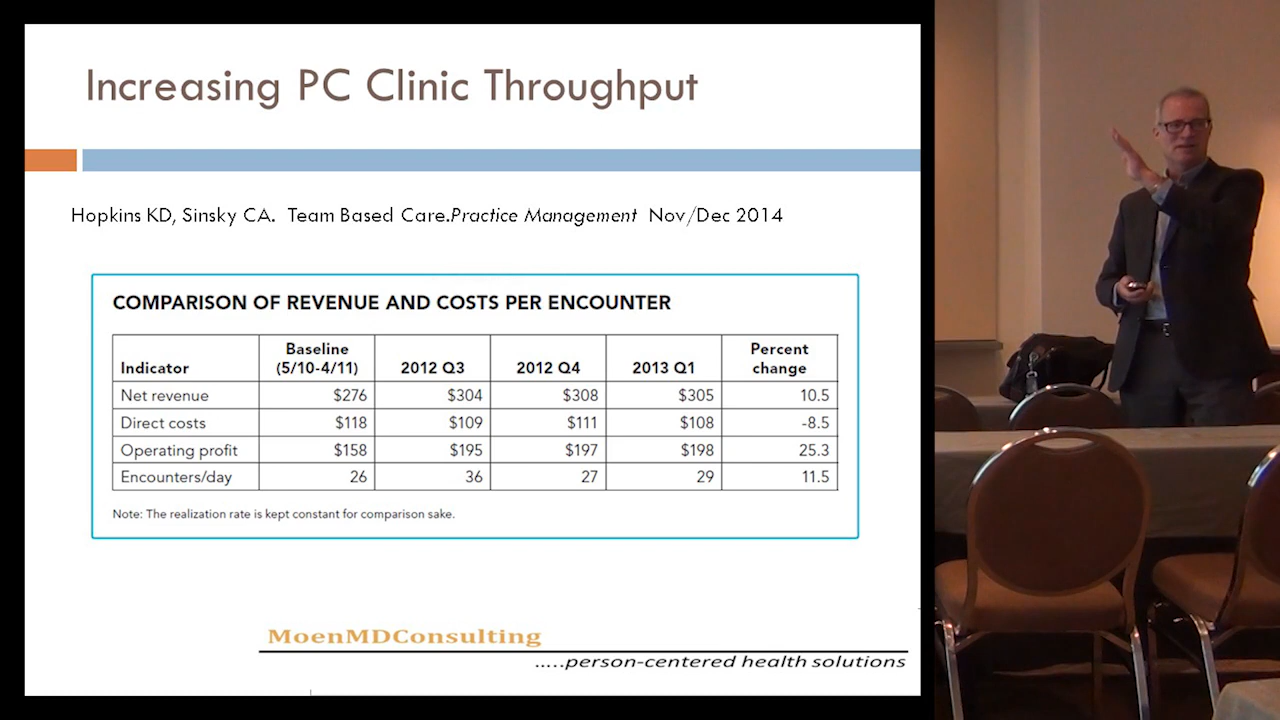 Increasing PC Clinic Throughput
Hopkins KD, Sinsky CA. Team Based Care.Practice Management Nov/Dec 2014
COMPARISON OF REVENUE AND COSTS PER ENCOUNTER
Indicator Baseline (5/10-4/11) 2012 Q3 2012 Q4 2013 Q1 Percent change
Net revenue $276 $304 $308 $305 10.5
Direct costs $118 $109 $111 $108 -8.5
Operating profit $158 $195 $197 $198 25.3
Encounters/day 26 36 27 29 11.5
Note: The realization rate is kept constant for comparison sake.
MoenMDConsulting
.....person-centered health solutions